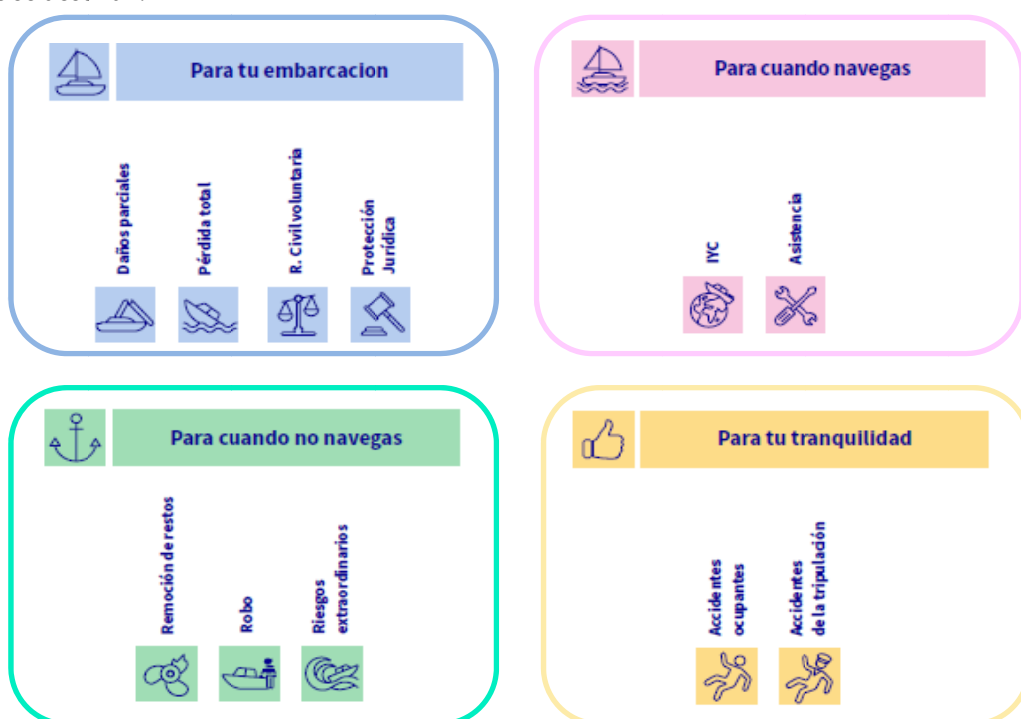 Para tu embarcacion
Daños parciales
Pérdida total
R. Civil voluntaria
Protección
Jurídica
Para cuando navegas
IYC
Asistencia
Para cuando no navegas
Remoción de restos
Robo
Riesgos
extraordinarios
Para tu tranquilidad
Accidentes
ocupantes
Accidentes
de la tripulación